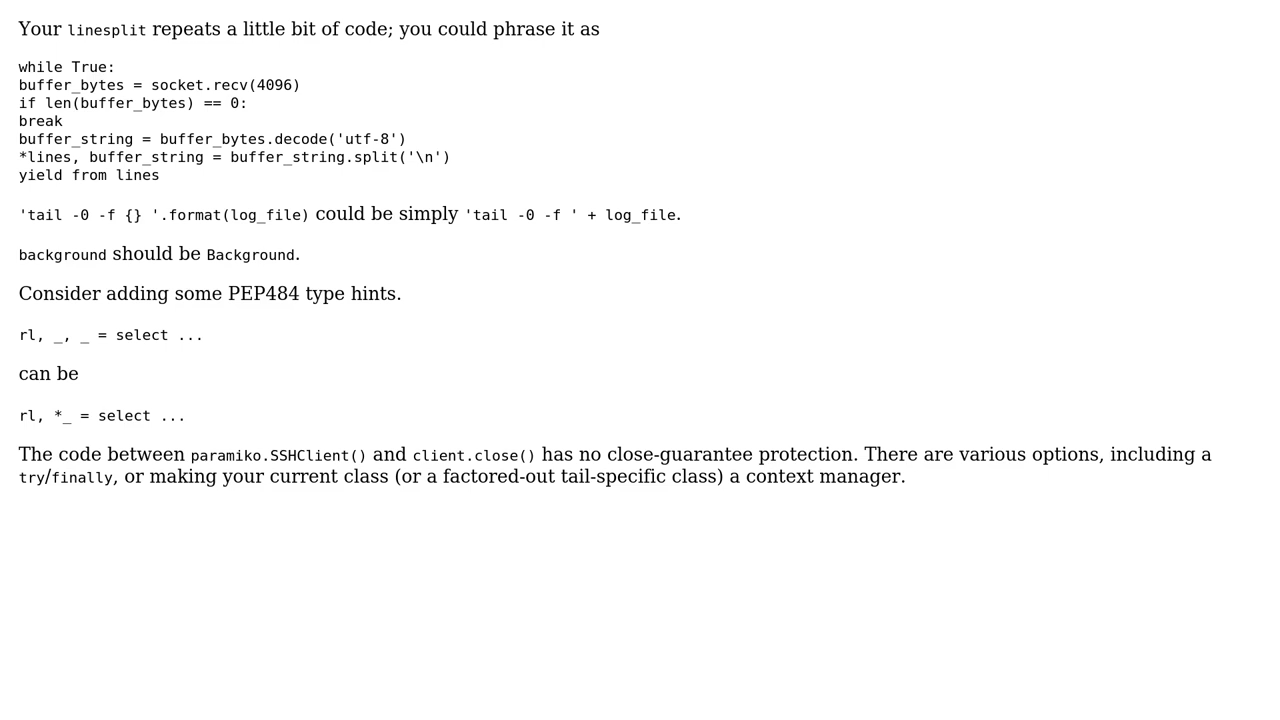 Your linesplit repeats a little bit of code; you could phrase it as
while True:
buffer_bytes = socket.recv(4096)
if len(buffer_bytes) == 0:
break
buffer_string = buffer_bytes.decode('utf-8')
*lines, buffer_string = buffer_string.split('\n')
yield from lines
'tail -0 -f {} '.format(log_file) could be simply 'tail -0 -f ' + log_file.
background should be Background.
Consider adding some PEP484 type hints.
rl, _, _ = select ...
can be
rl, *_ = select ...
The code between paramiko.SSHClient() and client.close() has no close-guarantee protection. There are various options, including a
try/finally, or making your current class (or a factored-out tail-specific class) a context manager.